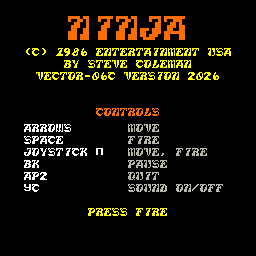 NINJA
(C) 1986 ENTERTAINMENT USA
BY STEVE COLEMAN
VECTOR-06C VERSION 2026
CONTROLS
ARROWS MOVE
SPACE FIRE
JOYSTICK П MOVE, FIRE
ВК PAUSE
АР2 QUIT
УС SOUND ON/OFF
PRESS FIRE